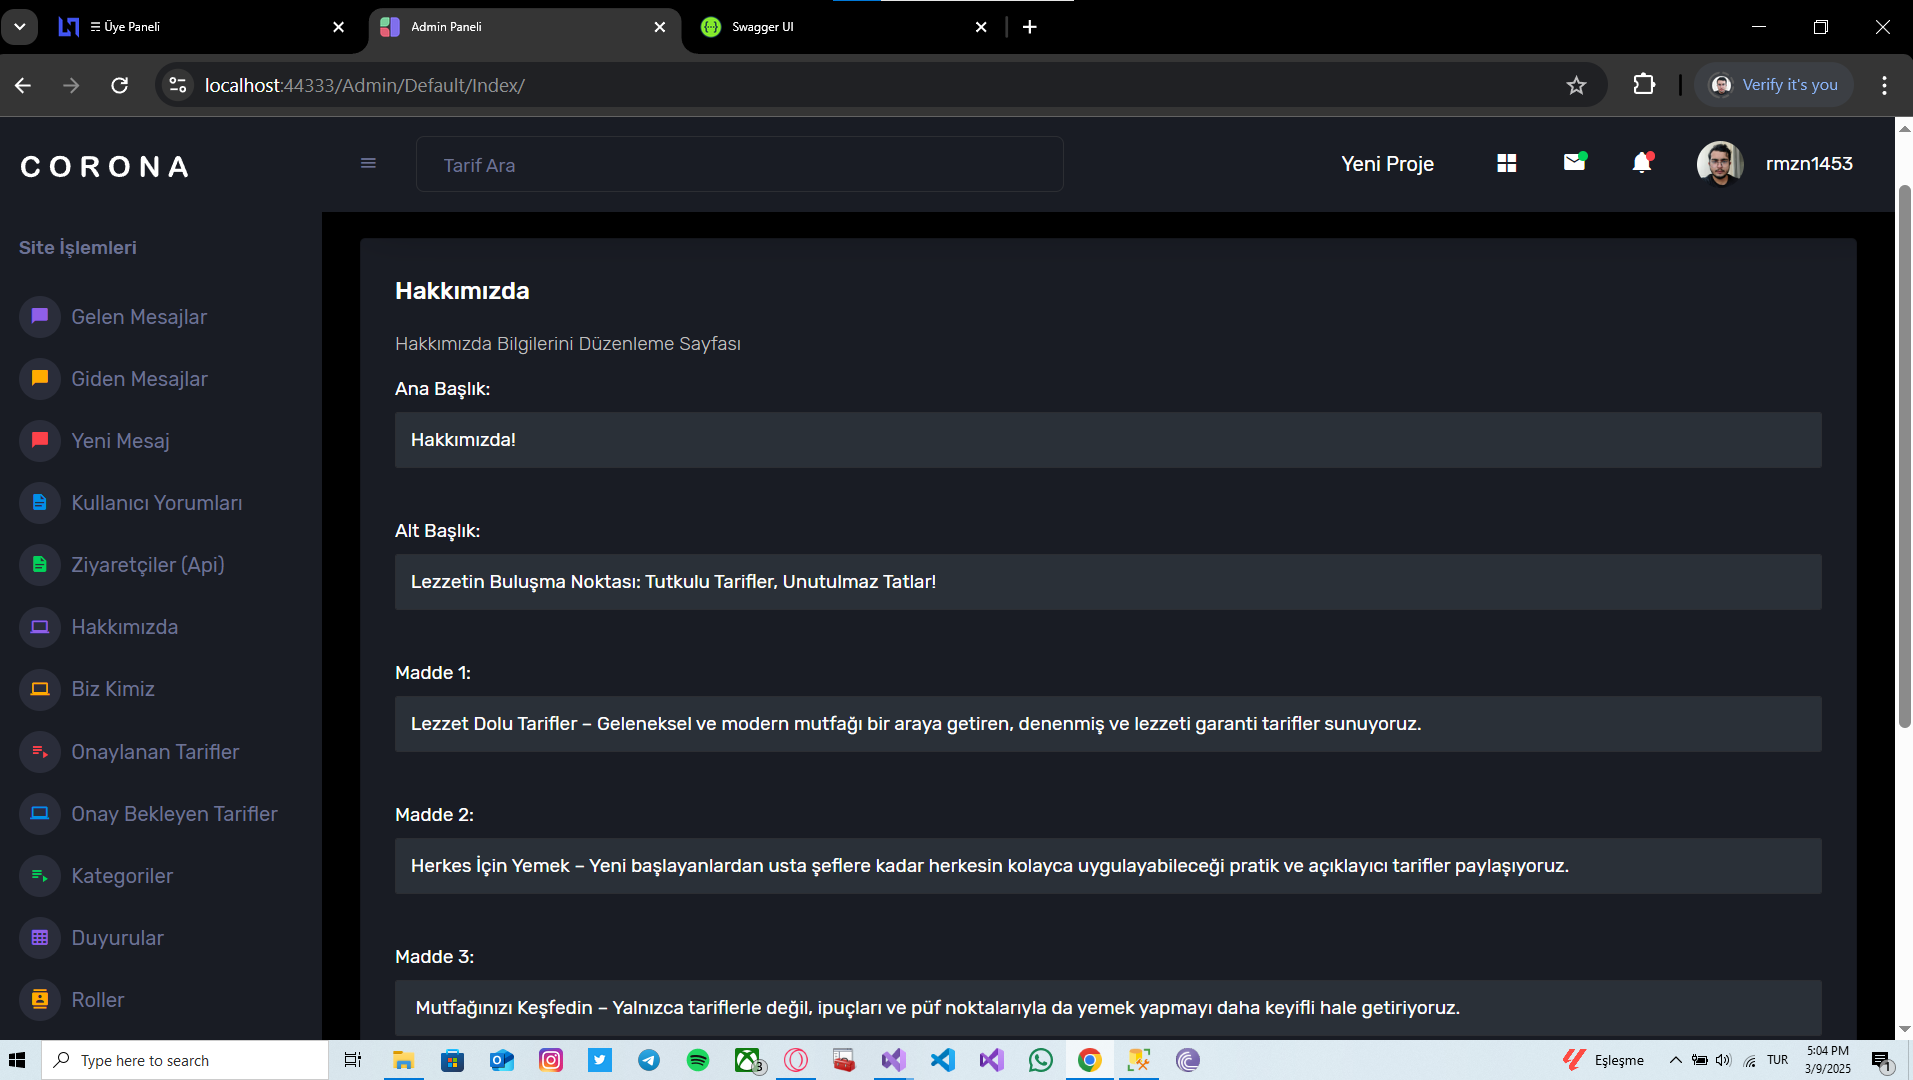 ☰ Üye Paneli
Admin Paneli
Swagger UI
localhost:44333/Admin/Default/Index/
Verify it's you
CORONA
Tarif Ara
Yeni Proje
rmzn1453
Site İşlemleri
Gelen Mesajlar
Giden Mesajlar
Yeni Mesaj
Kullanıcı Yorumları
Ziyaretçiler (Api)
Hakkımızda
Biz Kimiz
Onaylanan Tarifler
Onay Bekleyen Tarifler
Kategoriler
Duyurular
Roller
Hakkımızda
Hakkımızda Bilgilerini Düzenleme Sayfası
Ana Başlık:
Hakkımızda!
Alt Başlık:
Lezzetin Buluşma Noktası: Tutkulu Tarifler, Unutulmaz Tatlar!
Madde 1:
Lezzet Dolu Tarifler – Geleneksel ve modern mutfağı bir araya getiren, denenmiş ve lezzeti garanti tarifler sunuyoruz.
Madde 2:
Herkes İçin Yemek – Yeni başlayanlardan usta şeflere kadar herkesin kolayca uygulayabileceği pratik ve açıklayıcı tarifler paylaşıyoruz.
Madde 3:
Mutfağınızı Keşfedin – Yalnızca tariflerle değil, ipuçları ve püf noktalarıyla da yemek yapmayı daha keyifli hale getiriyoruz.
Type here to search
3
Eşleşme
TUR
5:04 PM
3/9/2025
1